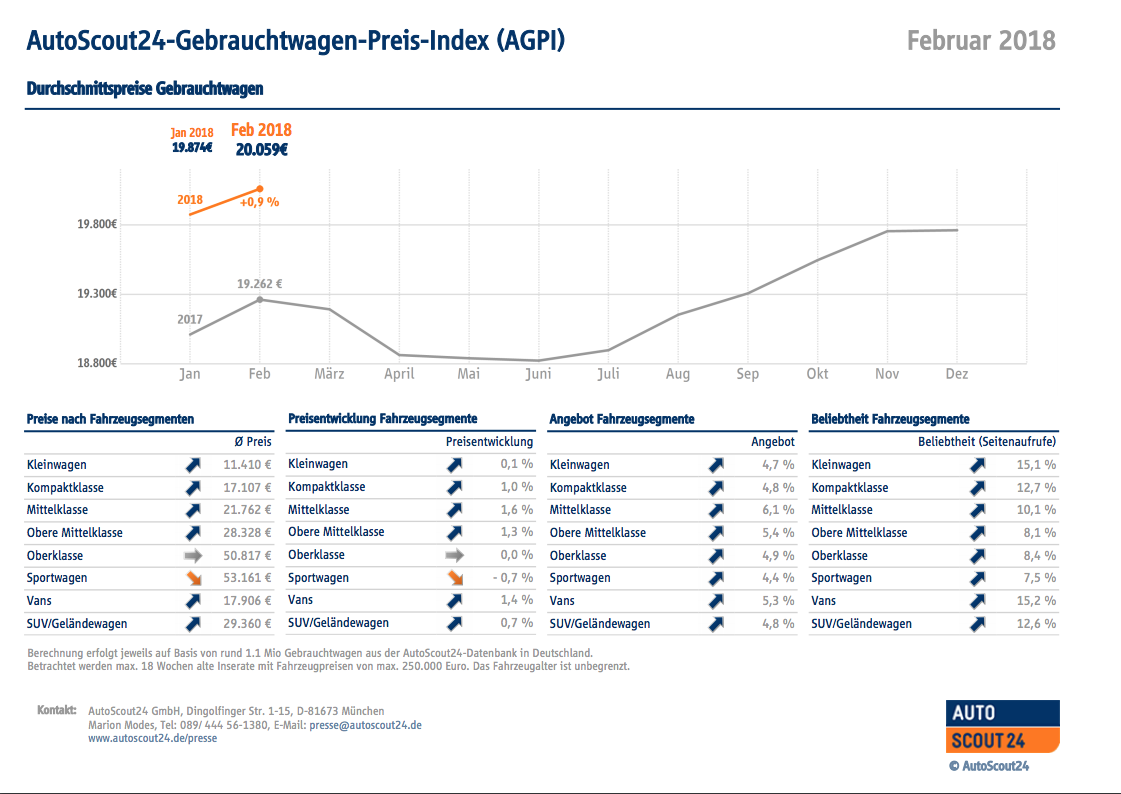 AutoScout24-Gebrauchtwagen-Preis-Index (AGPI)
Februar 2018
Durchschnittspreise Gebrauchtwagen
Jan 2018
19.874€
Feb 2018
20.059€
2018
+0,9 %
19.800€
19.262 €
19.300€
2017
18.800€
Jan Feb März April Mai Juni Juli Aug Sep Okt Nov Dez
Preise nach Fahrzeugsegmenten
Ø Preis
Kleinwagen 11.410 €
Kompaktklasse 17.107 €
Mittelklasse 21.762 €
Obere Mittelklasse 28.328 €
Oberklasse 50.817 €
Sportwagen 53.161 €
Vans 17.906 €
SUV/Geländewagen 29.360 €
Preisentwicklung Fahrzeugsegmente
Preisentwicklung
Kleinwagen 0,1 %
Kompaktklasse 1,0 %
Mittelklasse 1,6 %
Obere Mittelklasse 1,3 %
Oberklasse 0,0 %
Sportwagen - 0,7 %
Vans 1,4 %
SUV/Geländewagen 0,7 %
Angebot Fahrzeugsegmente
Angebot
Kleinwagen 4,7 %
Kompaktklasse 4,8 %
Mittelklasse 6,1 %
Obere Mittelklasse 5,4 %
Oberklasse 4,9 %
Sportwagen 4,4 %
Vans 5,3 %
SUV/Geländewagen 4,8 %
Beliebtheit Fahrzeugsegmente
Beliebtheit (Seitenaufrufe)
Kleinwagen 15,1 %
Kompaktklasse 12,7 %
Mittelklasse 10,1 %
Obere Mittelklasse 8,1 %
Oberklasse 8,4 %
Sportwagen 7,5 %
Vans 15,2 %
SUV/Geländewagen 12,6 %
Berechnung erfolgt jeweils auf Basis von rund 1.1 Mio Gebrauchtwagen aus der AutoScout24-Datenbank in Deutschland.
Betrachtet werden max. 18 Wochen alte Inserate mit Fahrzeugpreisen von max. 250.000 Euro. Das Fahrzeugalter ist unbegrenzt.
Kontakt: AutoScout24 GmbH, Dingolfinger Str. 1-15, D-81673 München
Marion Modes, Tel: 089/ 444 56-1380, E-Mail: presse@autoscout24.de
www.autoscout24.de/presse
AUTO
SCOUT 24
© AutoScout24